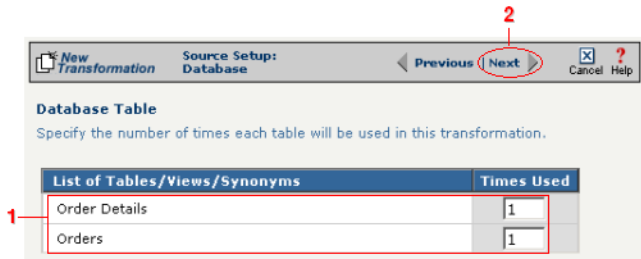 2
New Transformation
Source Setup: Database
Previous | Next
Cancel Help
Database Table
Specify the number of times each table will be used in this transformation.
List of Tables/Views/Synonyms Times Used
1
Order Details 1
Orders 1